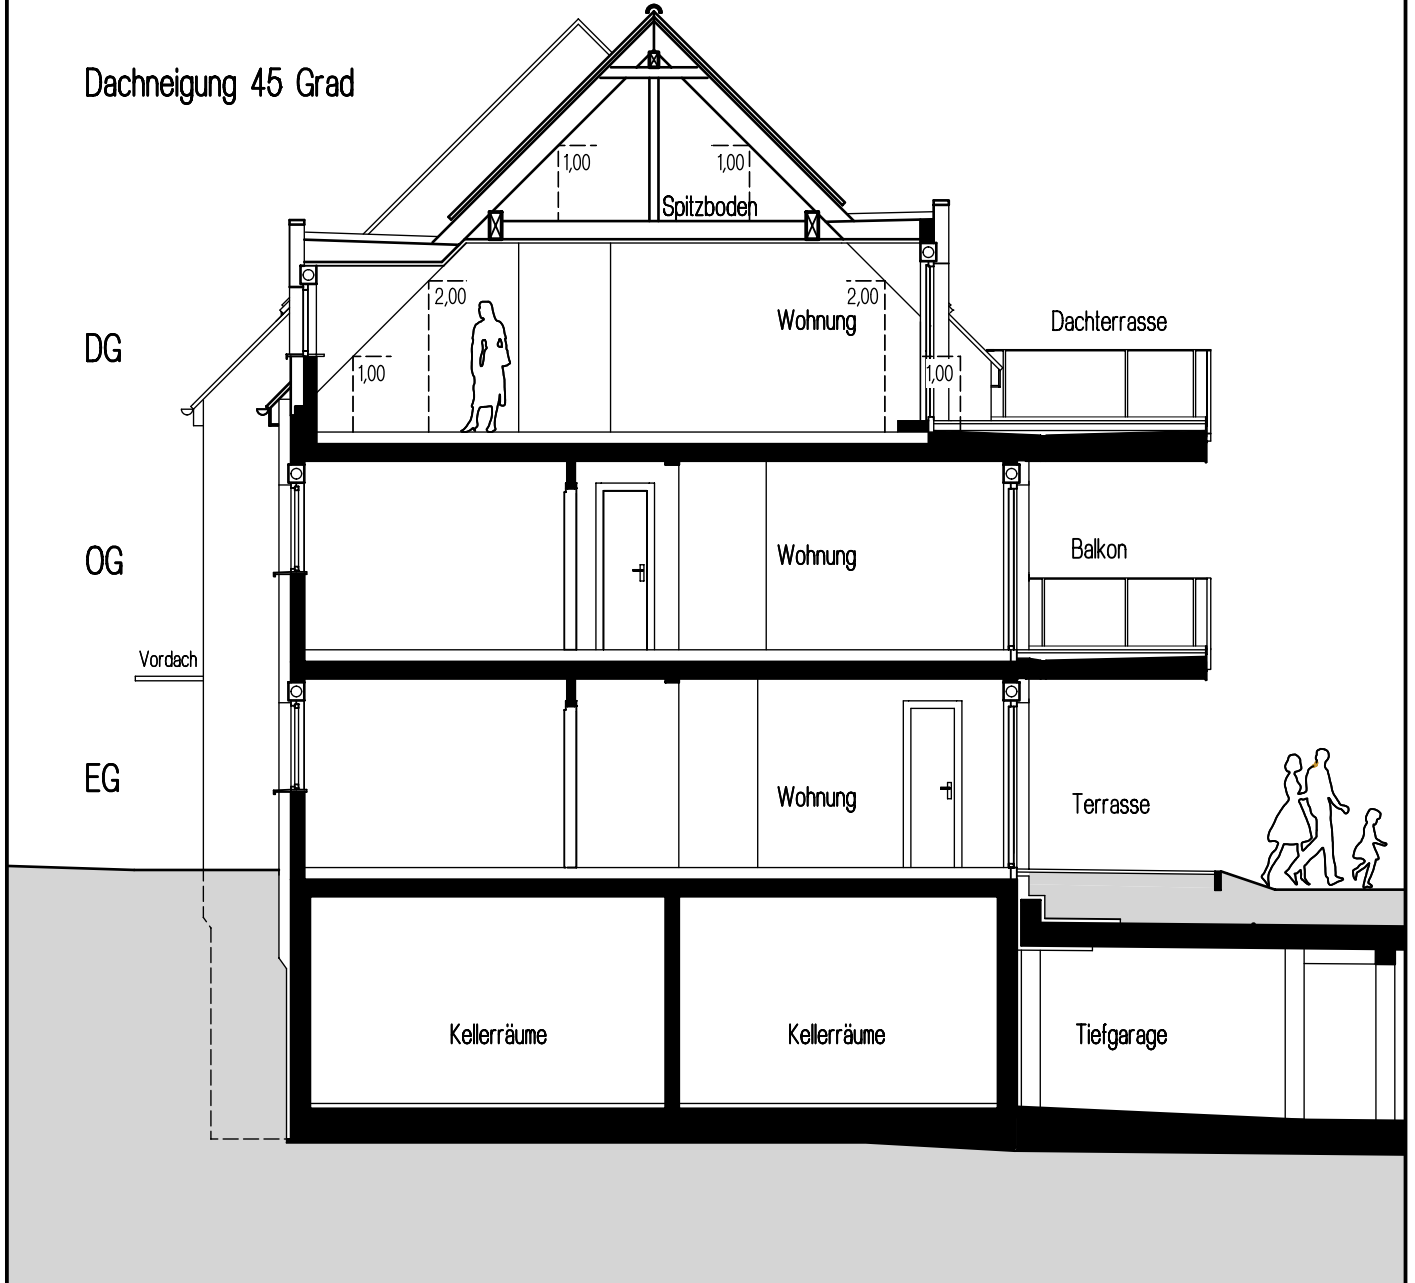 Dachneigung 45 Grad
1,00
1,00
Spitzboden
2,00
2,00
Wohnung
Dachterrasse
DG
1,00
1,00
OG
Wohnung
Balkon
Vordach
EG
Wohnung
Terrasse
Kellerräume
Kellerräume
Tiefgarage